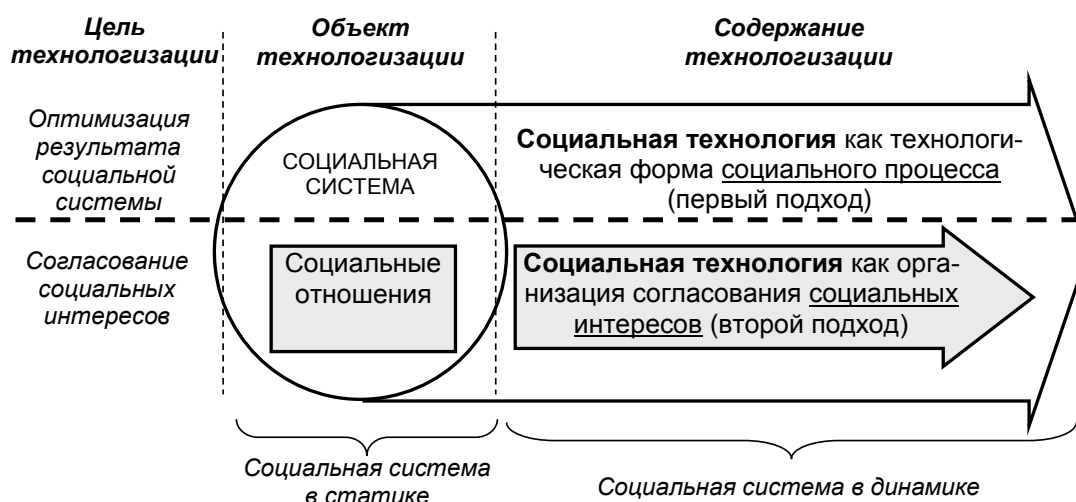 Цель
технологизации
Объект
технологизации
Содержание
технологизации
Оптимизация
результата
социальной
системы
СОЦИАЛЬНАЯ
СИСТЕМА
Социальная технология как технологи-
ческая форма социального процесса
(первый подход)
Согласование
социальных
интересов
Социальные
отношения
Социальная технология как орга-
низация согласования социальных
интересов (второй подход)
Социальная система
в статике
Социальная система в динамике